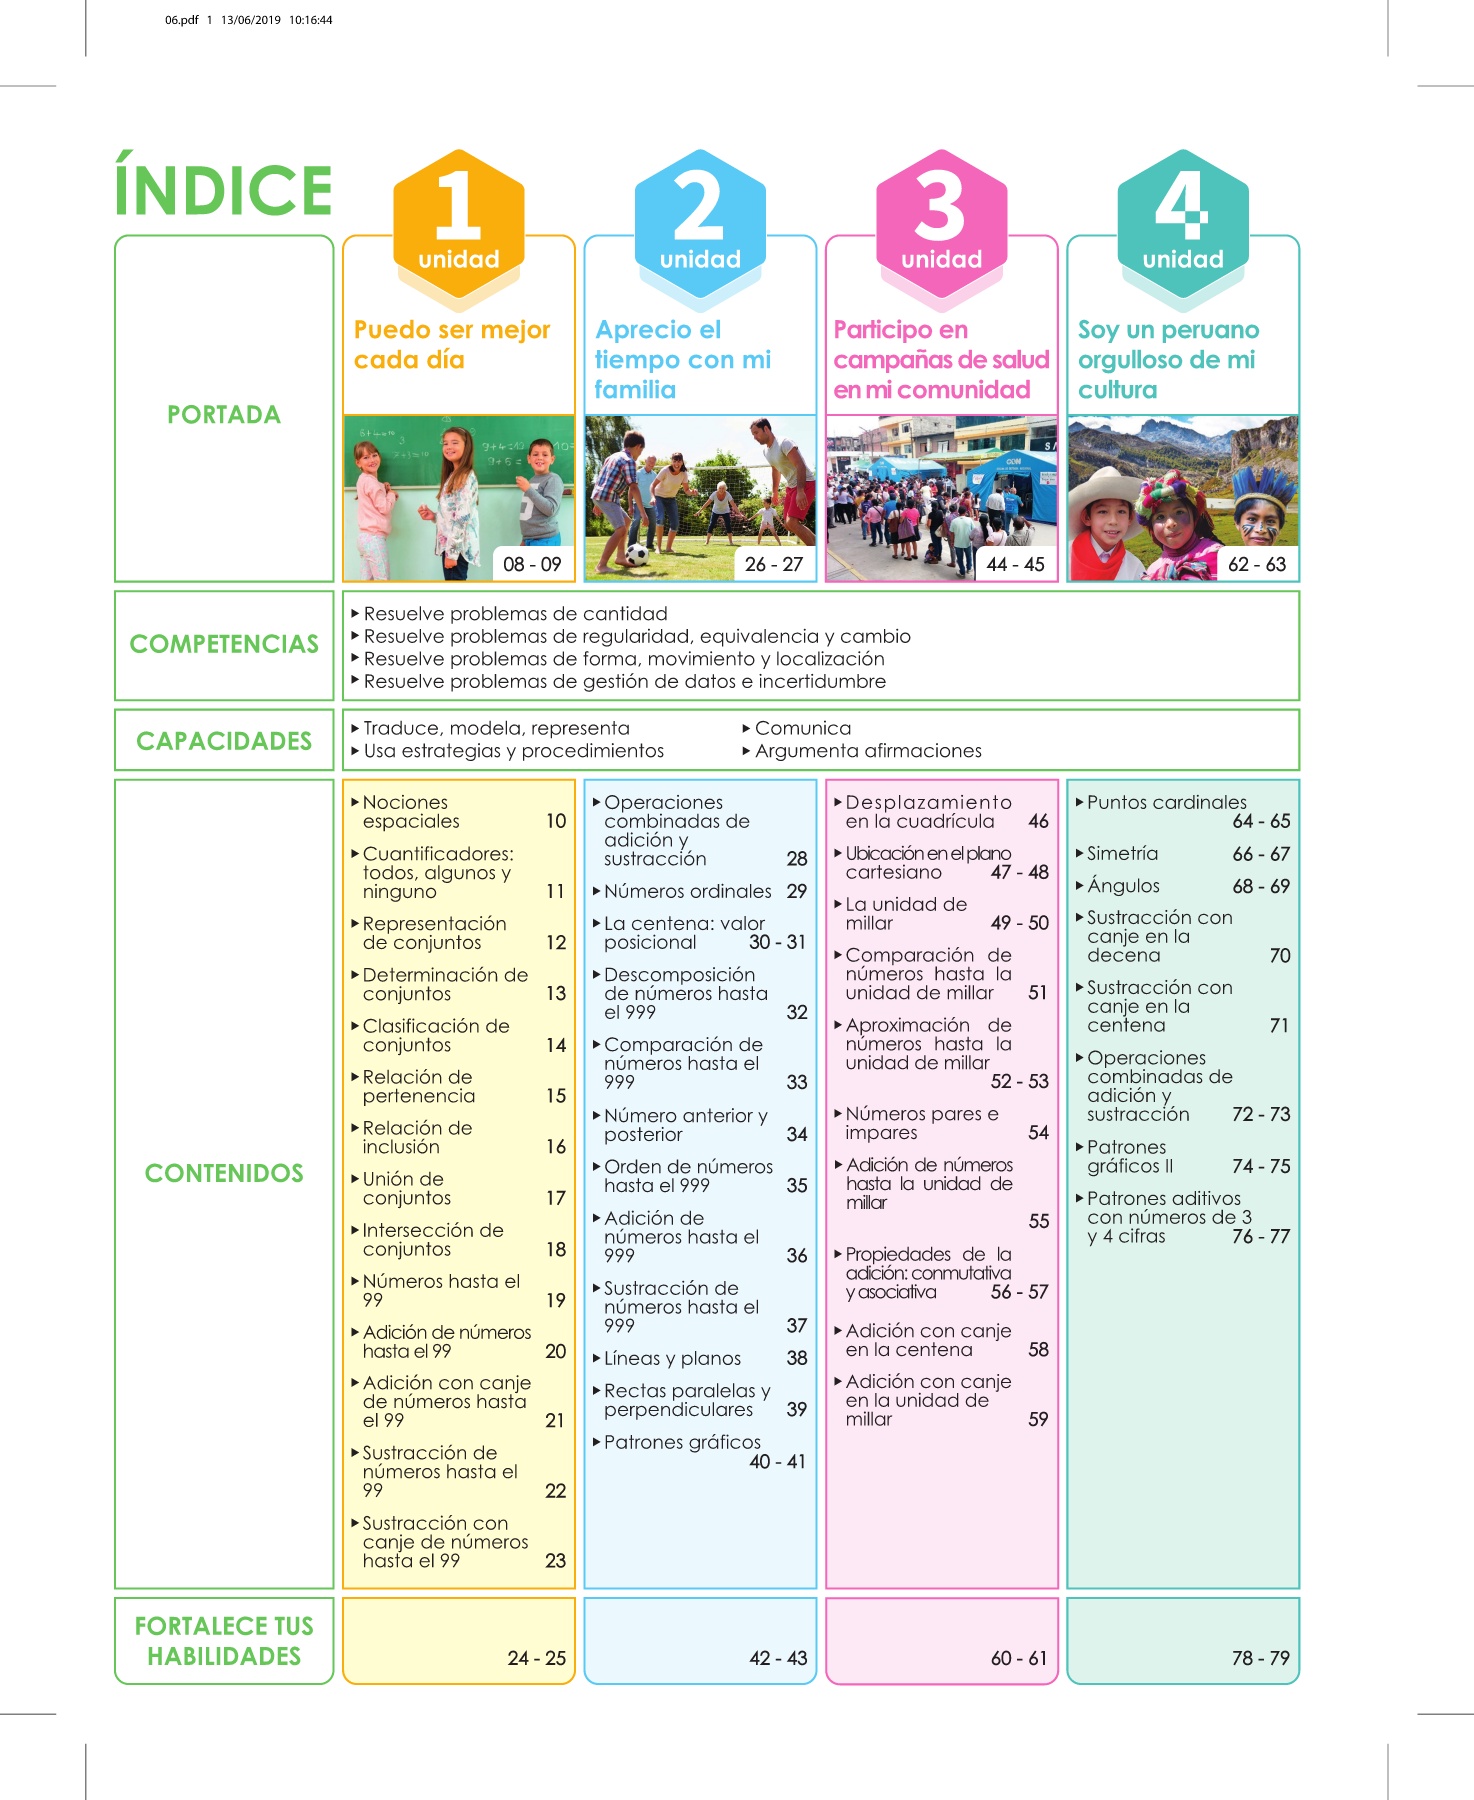 06.pdf 1 13/06/2019 10:16:44
ÍNDICE
1
unidad
2
unidad
3
unidad
4
unidad
PORTADA
Puedo ser mejor
cada día
08 - 09
Aprecio el
tiempo con mi
familia
26 - 27
Participo en
campañas de salud
en mi comunidad
44 - 45
Soy un peruano
orgulloso de mi
cultura
62 - 63
COMPETENCIAS
Resuelve problemas de cantidad
Resuelve problemas de regularidad, equivalencia y cambio
Resuelve problemas de forma, movimiento y localización
Resuelve problemas de gestión de datos e incertidumbre
CAPACIDADES
Traduce, modela, representa
Usa estrategias y procedimientos
Comunica
Argumenta afirmaciones
CONTENIDOS
Nociones
espaciales 10
Cuantificadores:
todos, algunos y
ninguno 11
Representación
de conjuntos 12
Determinación de
conjuntos 13
Clasificación de
conjuntos 14
Relación de
pertenencia 15
Relación de
inclusión 16
Unión de
conjuntos 17
Intersección de
conjuntos 18
Números hasta el
99 19
Adición de números
hasta el 99 20
Adición con canje
de números hasta
el 99 21
Sustracción de
números hasta el
99 22
Sustracción con
canje de números
hasta el 99 23
Operaciones
combinadas de
adición y
sustracción 28
Números ordinales 29
La centena: valor
posicional 30 - 31
Descomposición
de números hasta
el 999 32
Comparación de
números hasta el
999 33
Número anterior y
posterior 34
Orden de números
hasta el 999 35
Adición de
números hasta el
999 36
Sustracción de
números hasta el
999 37
Líneas y planos 38
Rectas paralelas y
perpendiculares 39
Patrones gráficos
40 - 41
Desplazamiento
en la cuadrícula 46
Ubicación en el plano
cartesiano 47 - 48
La unidad de
millar 49 - 50
Comparación de
números hasta la
unidad de millar 51
Aproximación de
números hasta la
unidad de millar
52 - 53
Números pares e
impares 54
Adición de números
hasta la unidad de
millar
55
Propiedades de la
adición: conmutativa
y asociativa 56 - 57
Adición con canje
en la centena 58
Adición con canje
en la unidad de
millar 59
Puntos cardinales
64 - 65
Simetría 66 - 67
Ángulos 68 - 69
Sustracción con
canje en la
decena 70
Sustracción con
canje en la
centena 71
Operaciones
combinadas de
adición y
sustracción 72 - 73
Patrones
gráficos II 74 - 75
Patrones aditivos
con números de 3
y 4 cifras 76 - 77
FORTALECE TUS
HABILIDADES
24 - 25
42 - 43
60 - 61
78 - 79